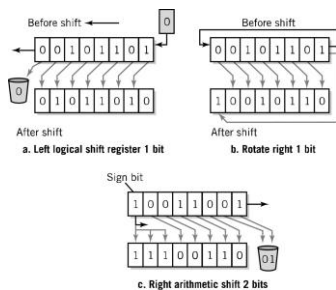 Before shift
0
0 0 1 0 1 1 0 1
0
0 1 0 1 1 0 1 0
After shift
a. Left logical shift register 1 bit
Before shift
0 0 1 0 1 1 0 1
1 0 0 1 0 1 1 0
After shift
b. Rotate right 1 bit
Sign bit
1 0 0 1 1 0 0 1
1 1 1 0 0 1 1 0
01
c. Right arithmetic shift 2 bits